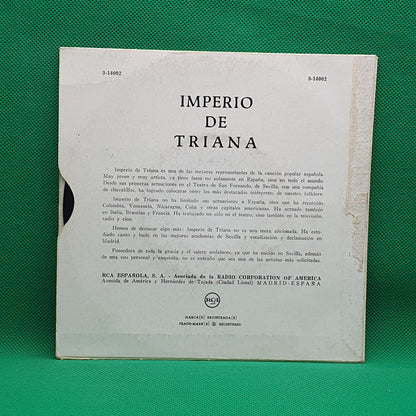 3-14002 3-14002
IMPERIO
DE
TRIANA
Imperio de Triana es una de las mejores representantes de la canción popular española.
Muy joven y muy artista, ya tiene fama no solamente en España, sino en todo el mundo.
Desde sus primeras actuaciones en el Teatro de San Fernando, de Sevilla, con una compañía
de chavalillos, ha logrado colocarse entre los más destacados intérpretes de nuestro folklore.
Imperio de Triana no ha limitado sus actuaciones a España, sino que ha recorrido
Colombia, Venezuela, Nicaragua, Cuba y otras capitales americanas. Ha actuado también
en Italia, Bruselas y Francia. Ha trabajado no sólo en el teatro, sino también en la televisión,
radio y cine.
Hemos de destacar algo más: Imperio de Triana no es una mera aficionada. Ha estu-
diado canto y baile en las mejores academias de Sevilla y vocalización y declamación en
Madrid.
Poseedora de toda la gracia y el salero andaluces, ya que ha nacido en Sevilla, además
de una voz personal y exquisita, no es extraño que sea una de las artistas más solicitadas.
RCA ESPAÑOLA, S. A. - Asociada de la RADIO CORPORATION OF AMERICA
Avenida de América y Hernández de Tejada (Ciudad Lineal) MADRID-ESPAÑA
RCA
MARCA(S) REGISTRADA(S)
TRADE-MARK(S) ® REGISTERED